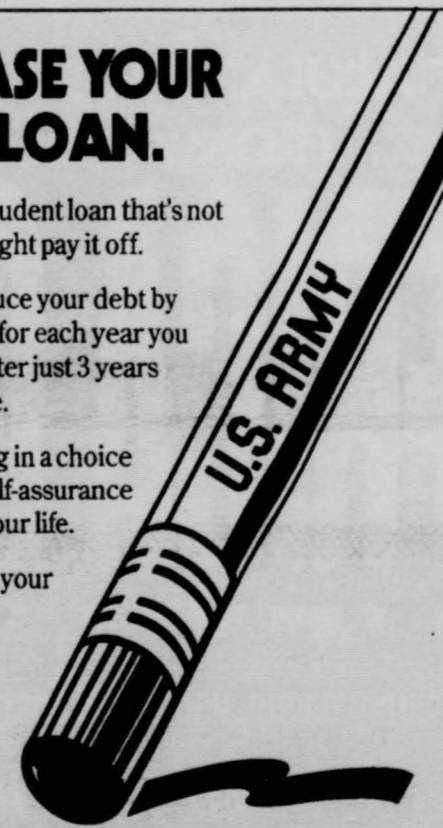 ASE YOUR
LOAN.
udent loan that's not
ght pay it off.
uce your debt by
for each year you
ter just 3 years
e.
g in a choice
lf-assurance
our life.
your
U.S. ARMY